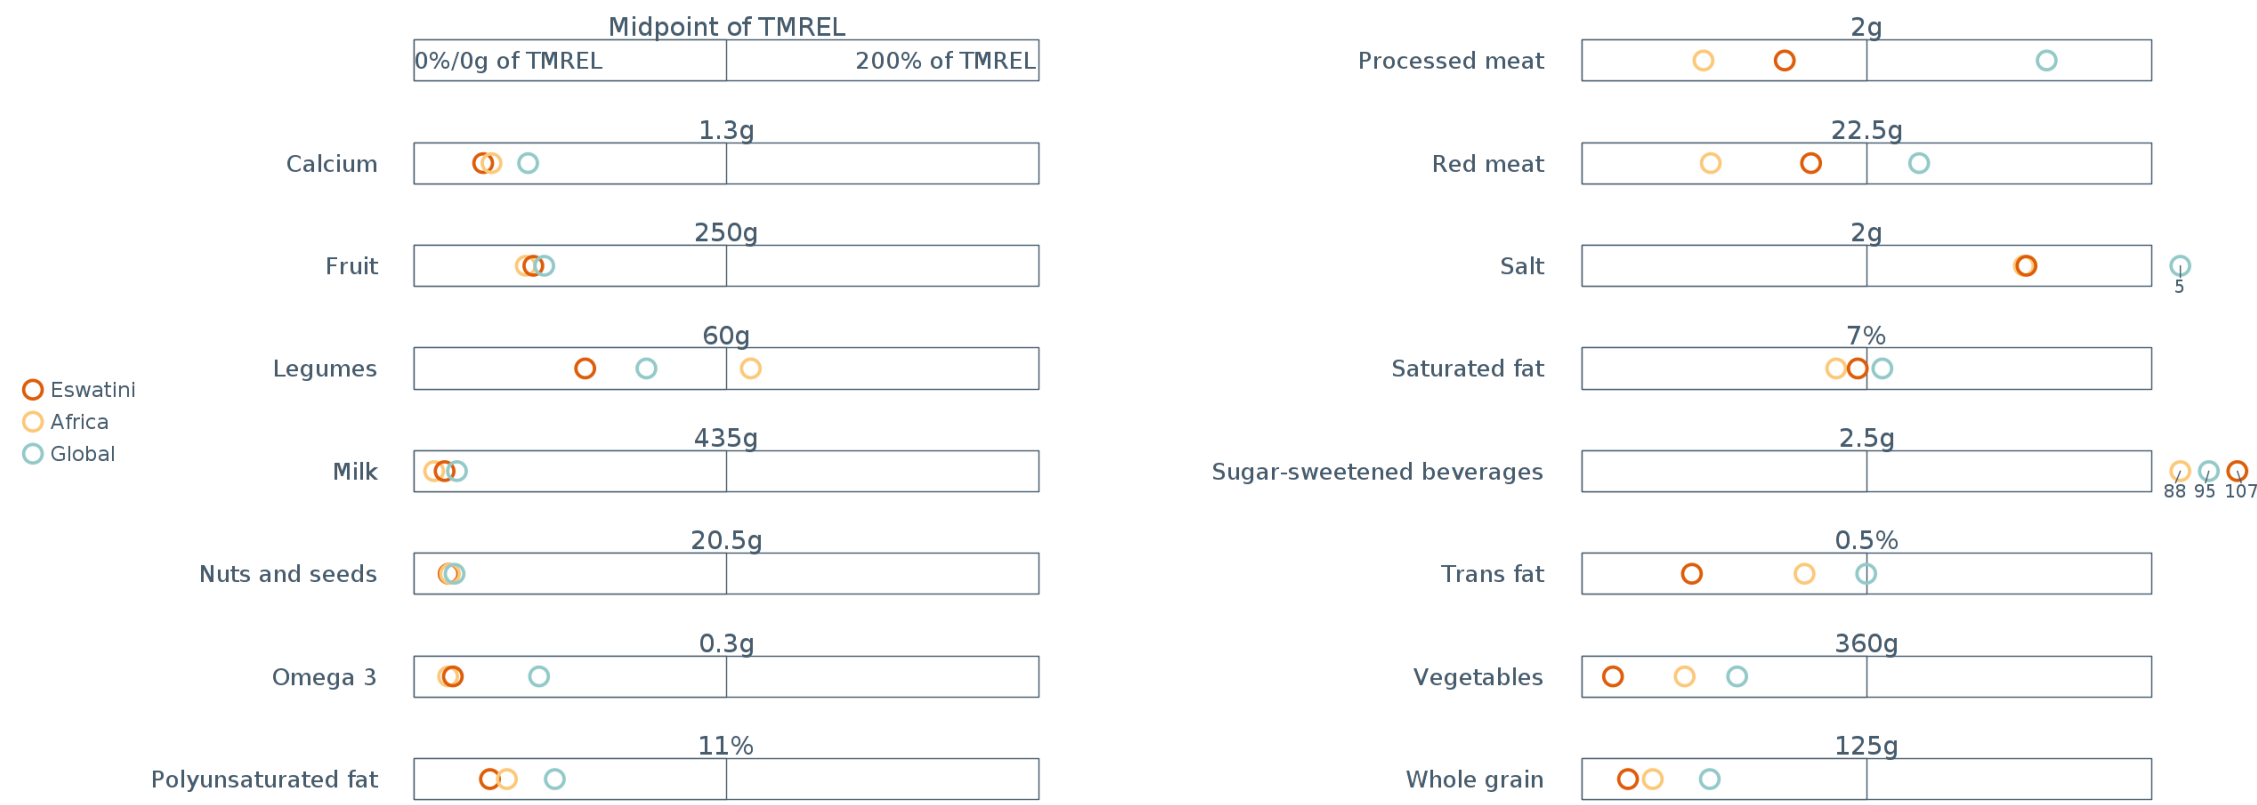 Midpoint of TMREL
0%/0g of TMREL 200% of TMREL
1.3g
Calcium
250g
Fruit
60g
Legumes
435g
Milk
20.5g
Nuts and seeds
0.3g
Omega 3
11%
Polyunsaturated fat
Eswatini
Africa
Global
2g
Processed meat
22.5g
Red meat
2g
Salt
5
7%
Saturated fat
2.5g
Sugar-sweetened beverages
88 95 107
0.5%
Trans fat
360g
Vegetables
125g
Whole grain